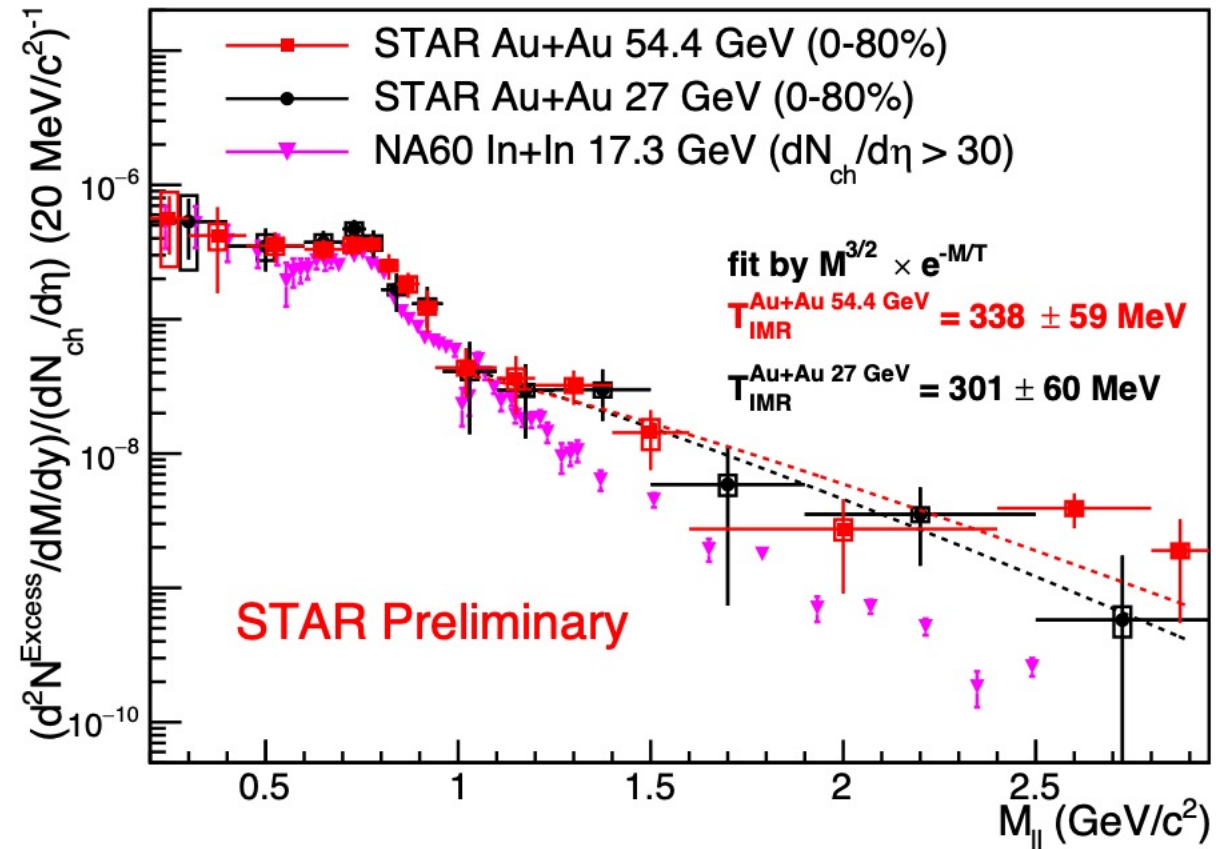 (d²N^Excess/dM/dy)/(dN_ch/dη) (20 MeV/c²)⁻¹
STAR Au+Au 54.4 GeV (0-80%)
STAR Au+Au 27 GeV (0-80%)
NA60 In+In 17.3 GeV (dN_ch/dη > 30)
10⁻⁶
10⁻⁸
10⁻¹⁰
fit by M^3/2 × e^-M/T
T_IMR^Au+Au 54.4 GeV = 338 ± 59 MeV
T_IMR^Au+Au 27 GeV = 301 ± 60 MeV
STAR Preliminary
0.5 1 1.5 2 2.5
M_ll (GeV/c²)